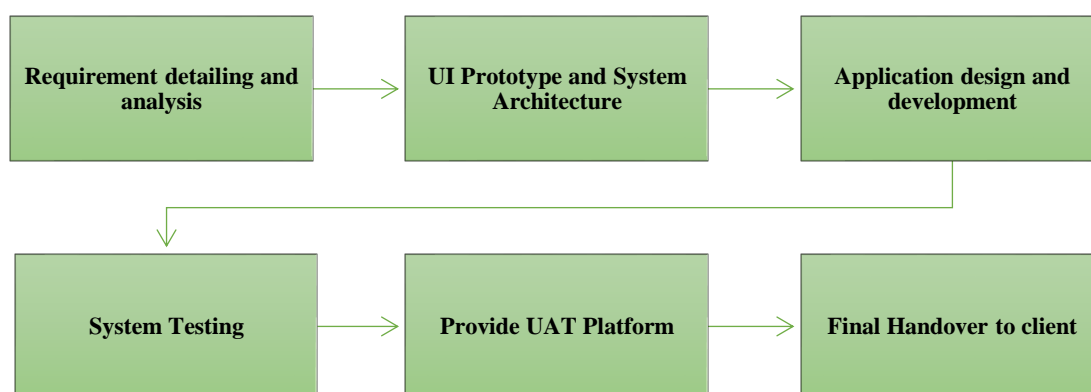 Requirement detailing and
analysis
UI Prototype and System
Architecture
Application design and
development
System Testing
Provide UAT Platform
Final Handover to client